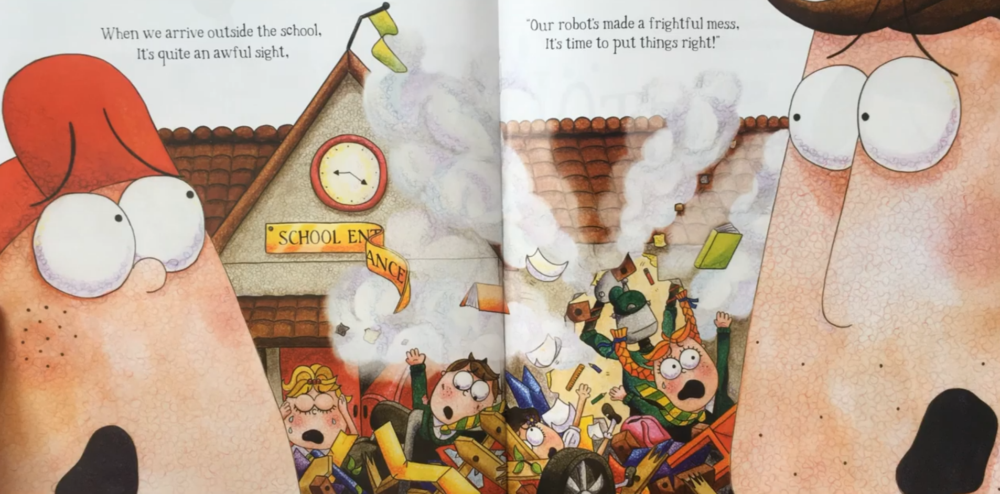 When we arrive outside the school,
It's quite an awful sight,
"Our robot's made a frightful mess,
It's time to put things right!"
SCHOOL ENT
ANCE